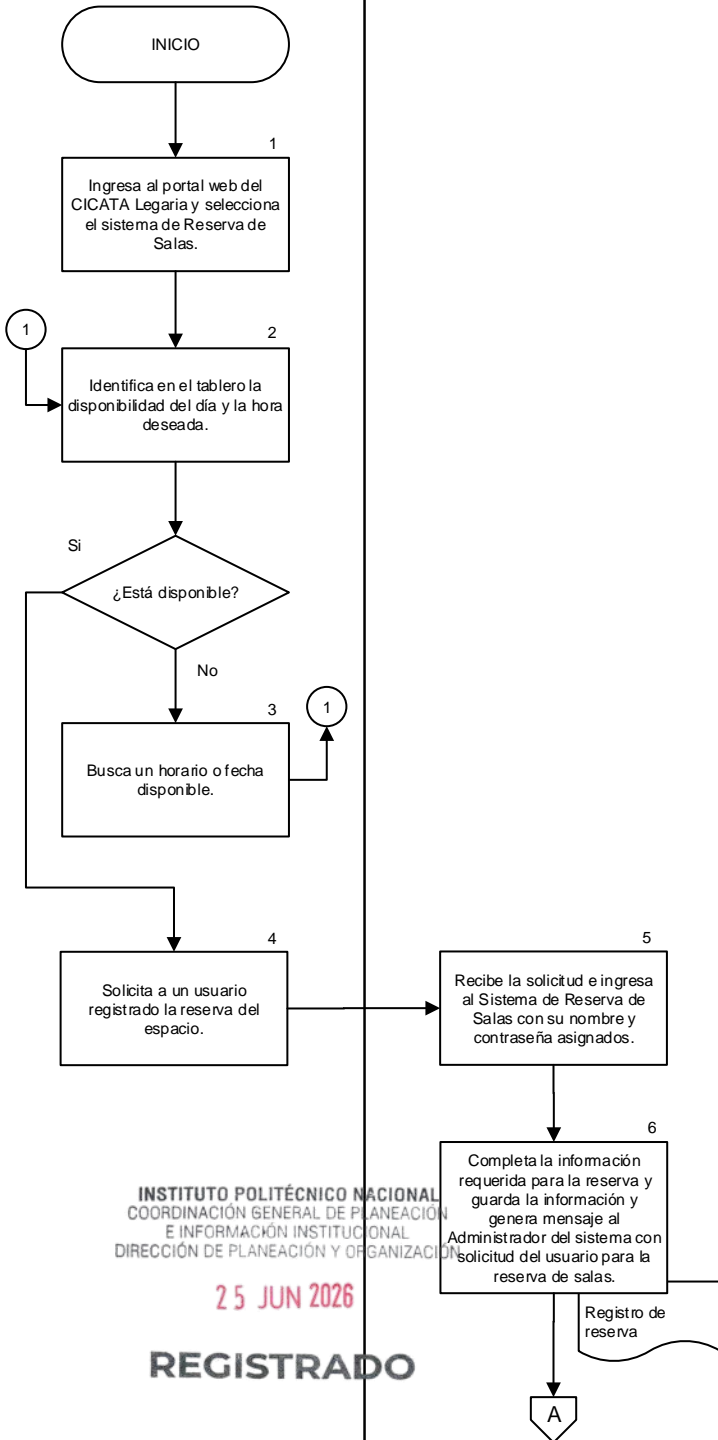 INICIO
1
Ingresa al portal web del
CICATA Legaria y selecciona
el sistema de Reserva de
Salas.
1
2
Identifica en el tablero la
disponibilidad del día y la hora
deseada.
Si
¿Está disponible?
No
3
1
Busca un horario o fecha
disponible.
4
Solicita a un usuario
registrado la reserva del
espacio.
5
Recibe la solicitud e ingresa
al Sistema de Reserva de
Salas con su nombre y
contraseña asignados.
6
Completa la información
requerida para la reserva y
guarda la información y
genera mensaje al
Administrador del sistema con
solicitud del usuario para la
reserva de salas.
Registro de
reserva
A
INSTITUTO POLITÉCNICO NACIONAL
COORDINACIÓN GENERAL DE PLANEACIÓN
E INFORMACIÓN INSTITUCIONAL
DIRECCIÓN DE PLANEACIÓN Y ORGANIZACIÓN
25 JUN 2026
REGISTRADO